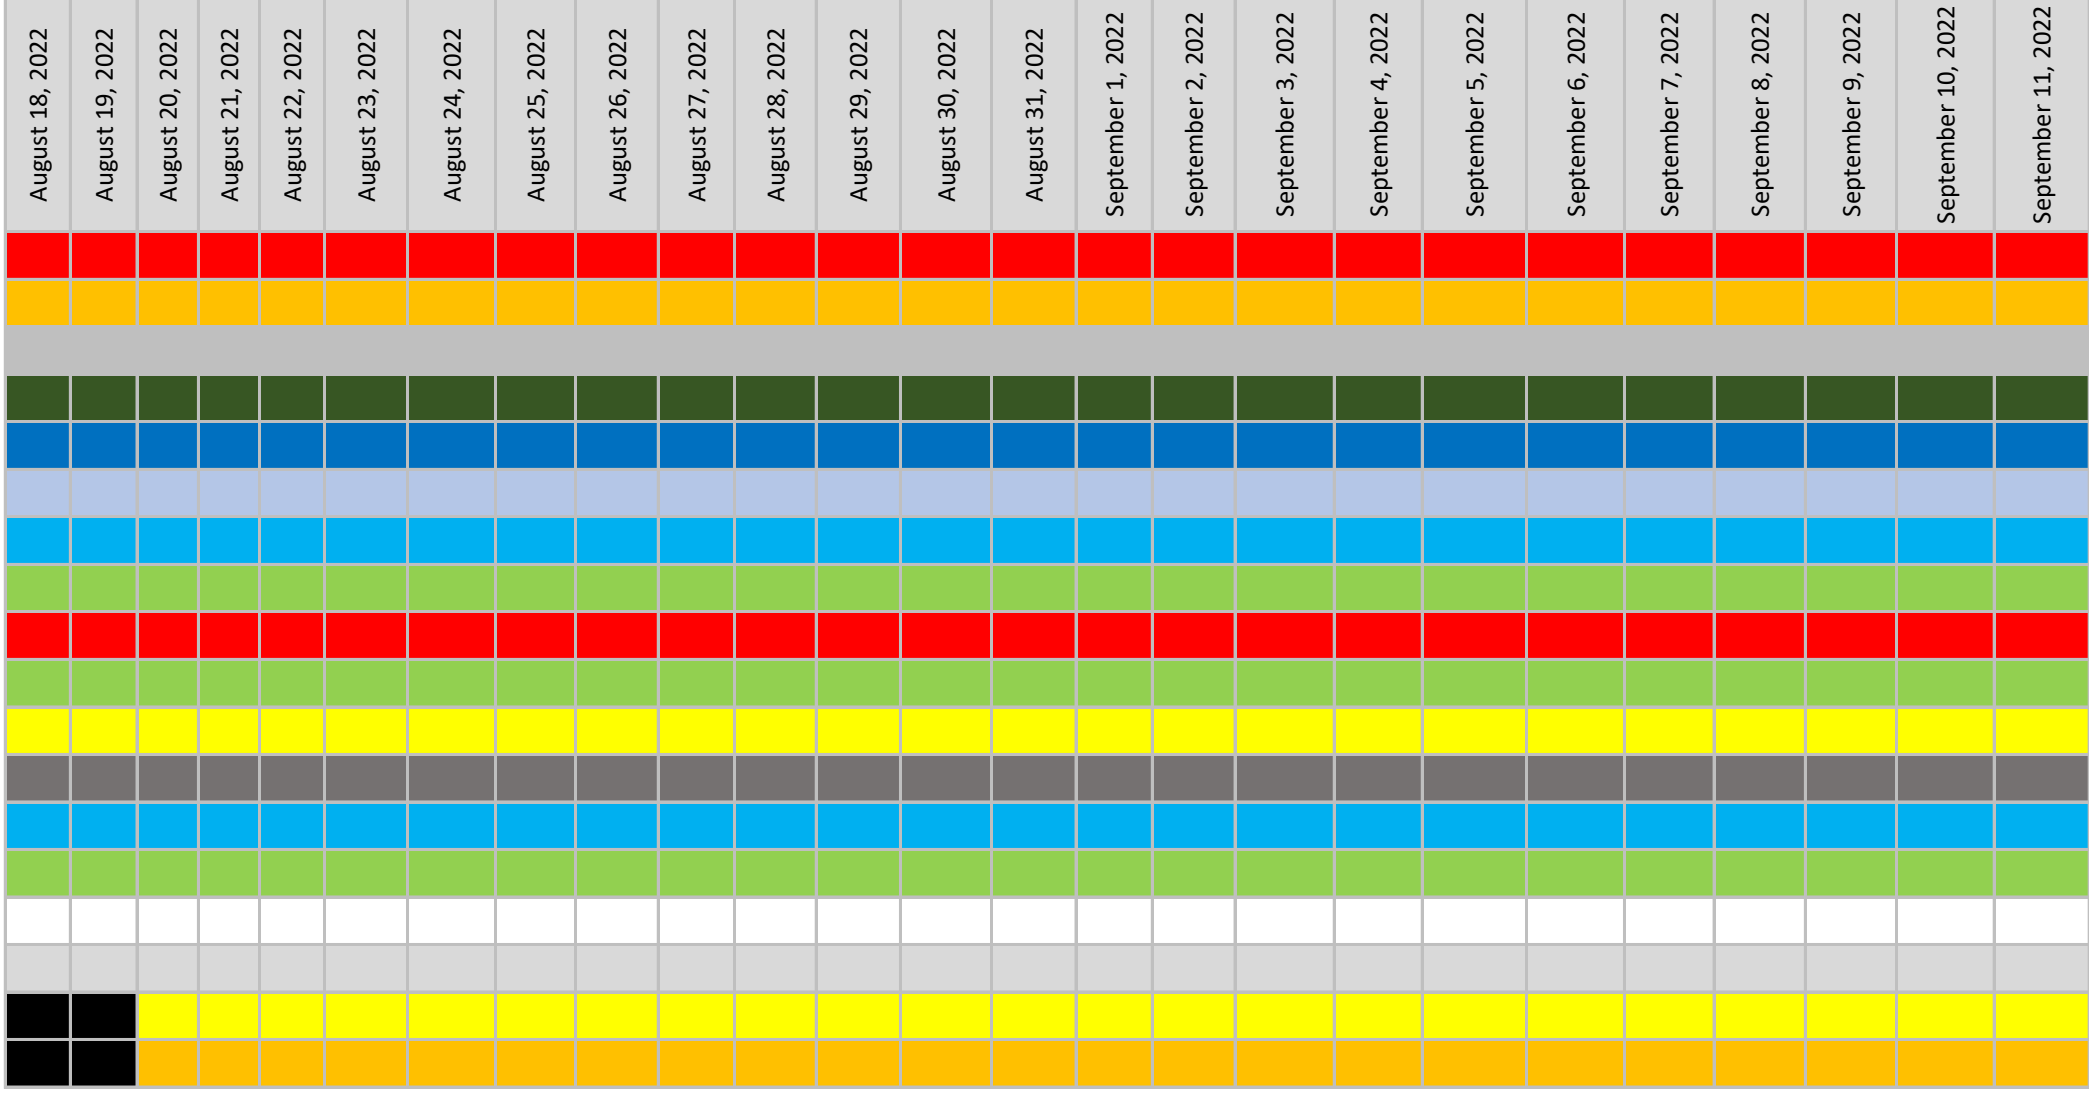 August 18, 2022
August 19, 2022
August 20, 2022
August 21, 2022
August 22, 2022
August 23, 2022
August 24, 2022
August 25, 2022
August 26, 2022
August 27, 2022
August 28, 2022
August 29, 2022
August 30, 2022
August 31, 2022
September 1, 2022
September 2, 2022
September 3, 2022
September 4, 2022
September 5, 2022
September 6, 2022
September 7, 2022
September 8, 2022
September 9, 2022
September 10, 2022
September 11, 2022